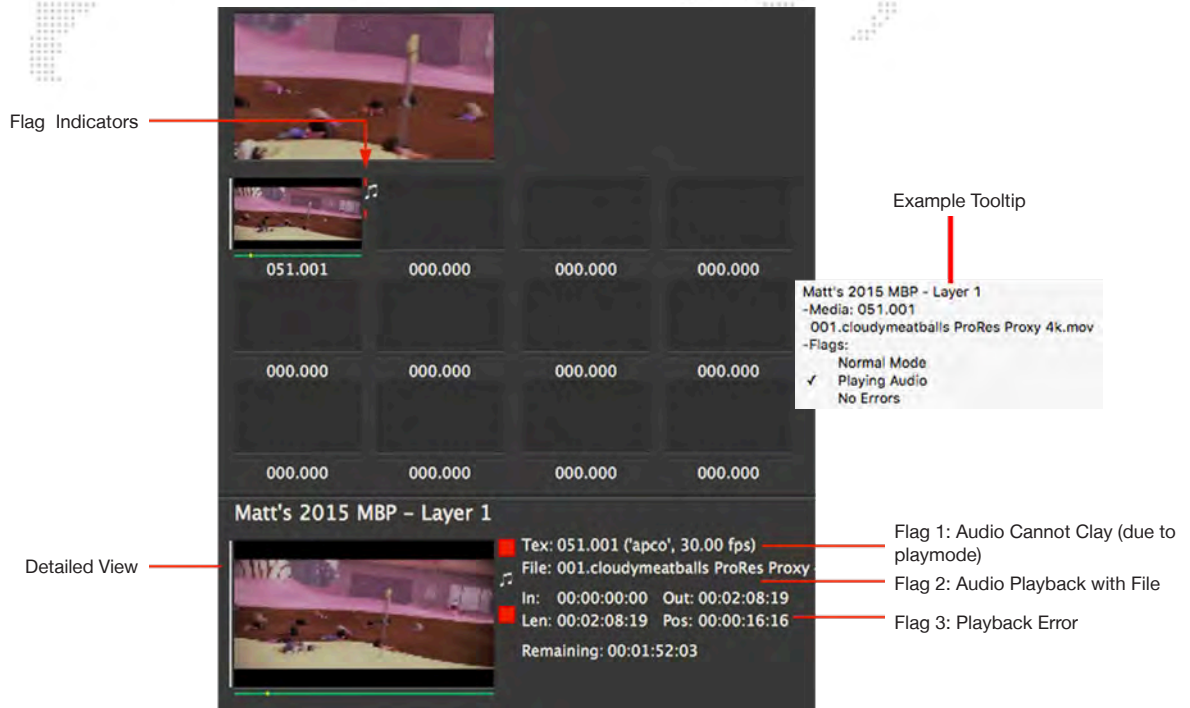 Flag Indicators
Example Tooltip
051.001 000.000 000.000 000.000
Matt's 2015 MBP - Layer 1
-Media: 051.001
001.cloudymeatballs ProRes Proxy 4k.mov
-Flags:
Normal Mode
✓ Playing Audio
No Errors
000.000 000.000 000.000 000.000
000.000 000.000 000.000 000.000
Matt's 2015 MBP – Layer 1
Detailed View
Tex: 051.001 ('apco', 30.00 fps)
File: 001.cloudymeatballs ProRes Proxy
In: 00:00:00:00 Out: 00:02:08:19
Len: 00:02:08:19 Pos: 00:00:16:16
Remaining: 00:01:52:03
Flag 1: Audio Cannot Clay (due to
playmode)
Flag 2: Audio Playback with File
Flag 3: Playback Error